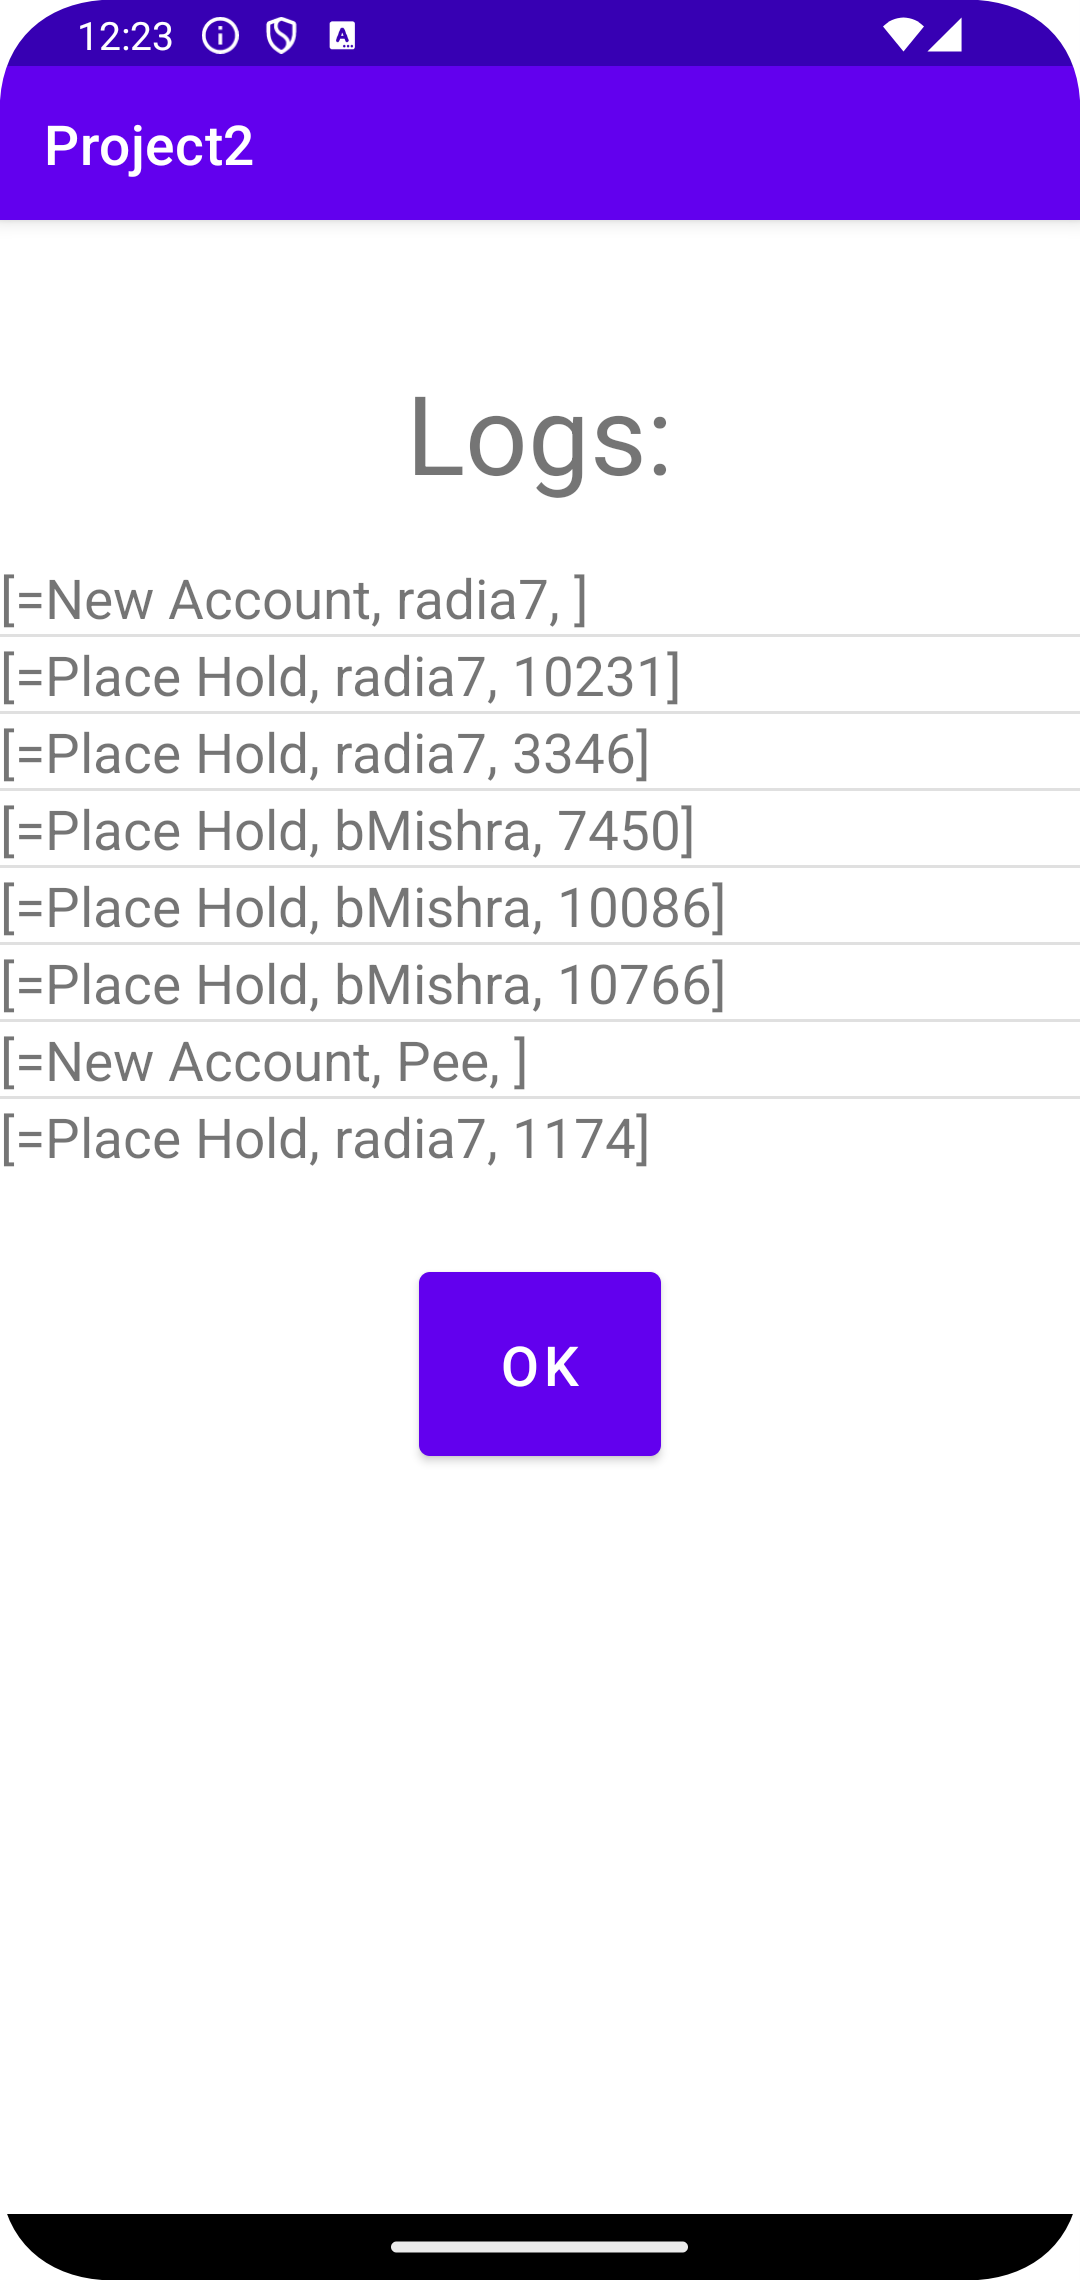 12:23
Project2
Logs:
[=New Account, radia7, ]
[=Place Hold, radia7, 10231]
[=Place Hold, radia7, 3346]
[=Place Hold, bMishra, 7450]
[=Place Hold, bMishra, 10086]
[=Place Hold, bMishra, 10766]
[=New Account, Pee, ]
[=Place Hold, radia7, 1174]
OK